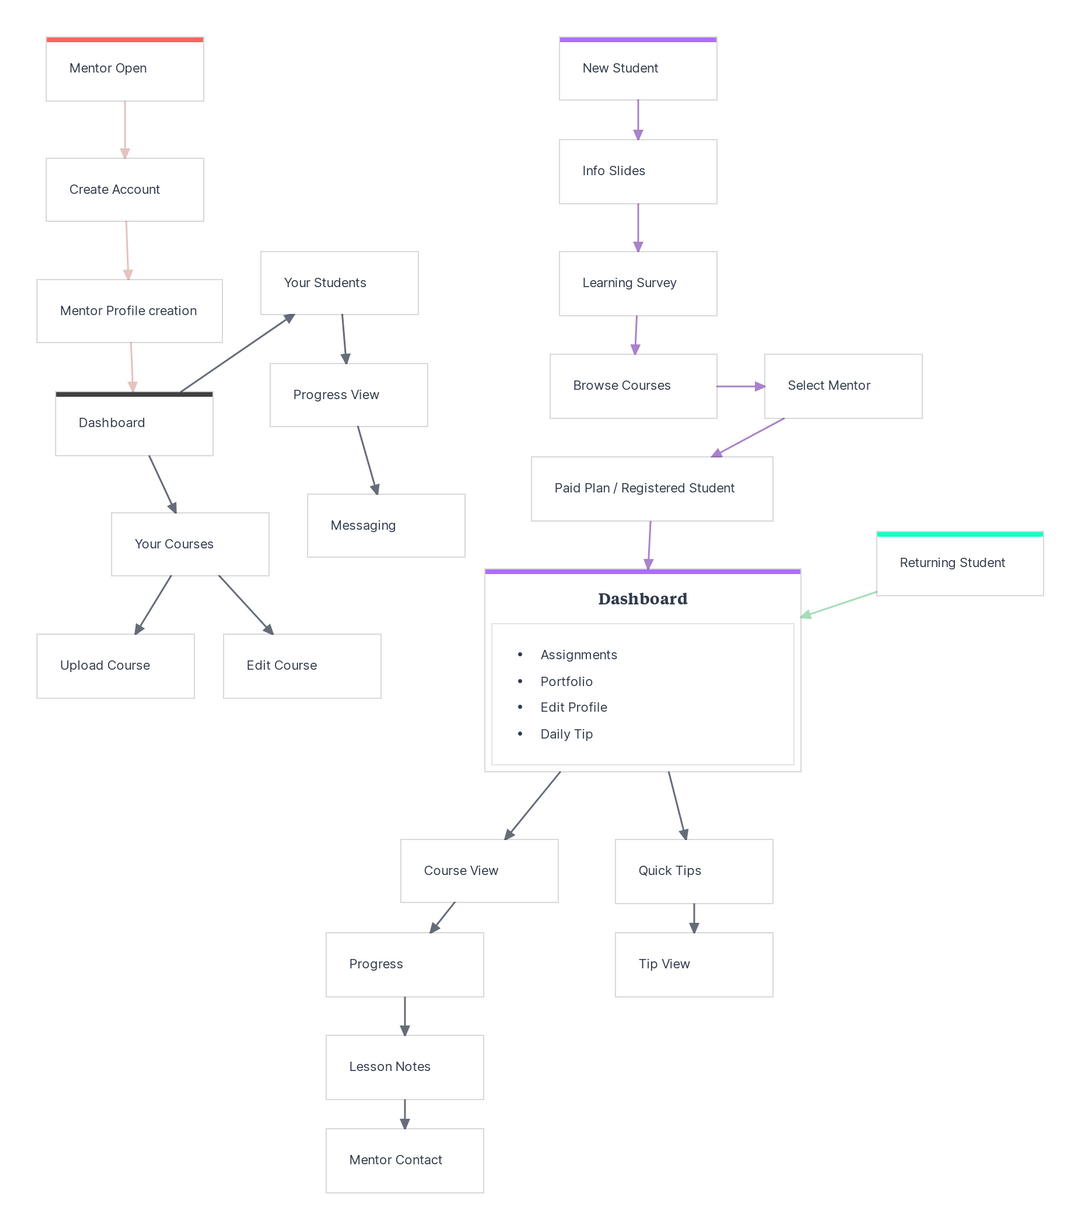 Mentor Open
Create Account
Mentor Profile creation
Dashboard
Your Students
Progress View
Messaging
Your Courses
Upload Course
Edit Course
New Student
Info Slides
Learning Survey
Browse Courses
Select Mentor
Paid Plan / Registered Student
Returning Student
Dashboard
• Assignments
• Portfolio
• Edit Profile
• Daily Tip
Course View
Progress
Lesson Notes
Mentor Contact
Quick Tips
Tip View